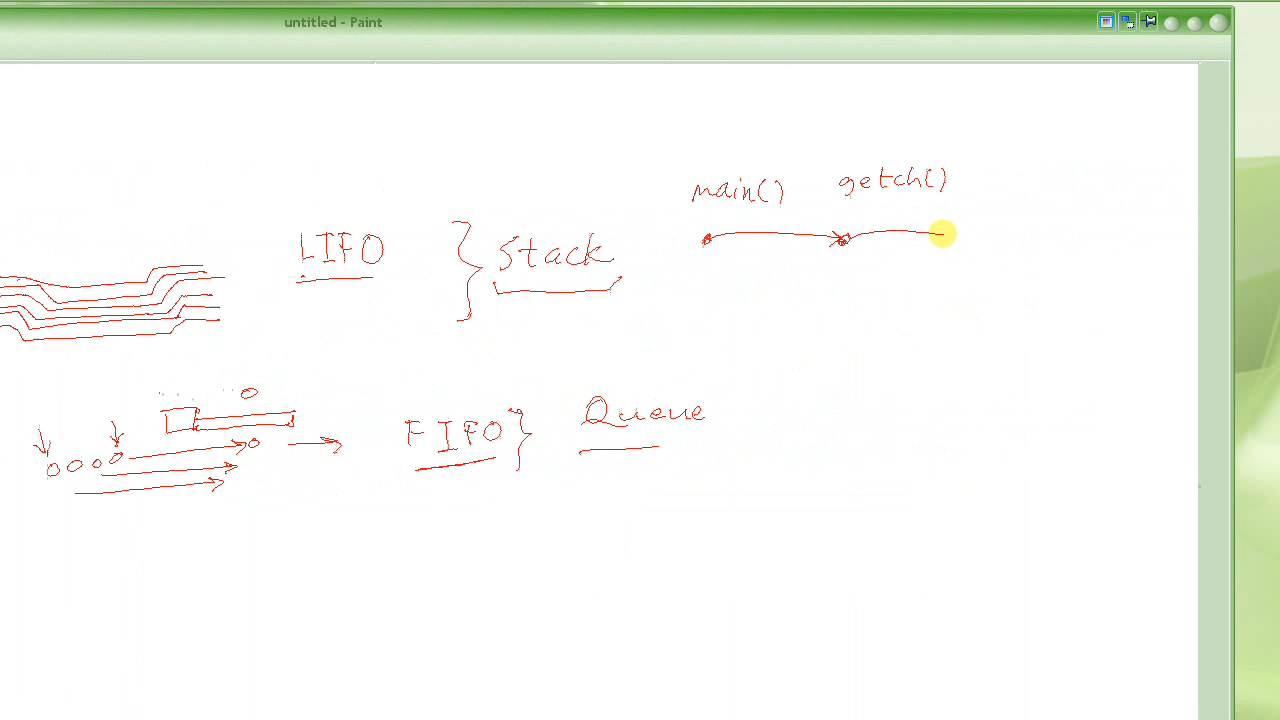 untitled - Paint
main() getch()
LIFO } Stack
FIFO } Queue